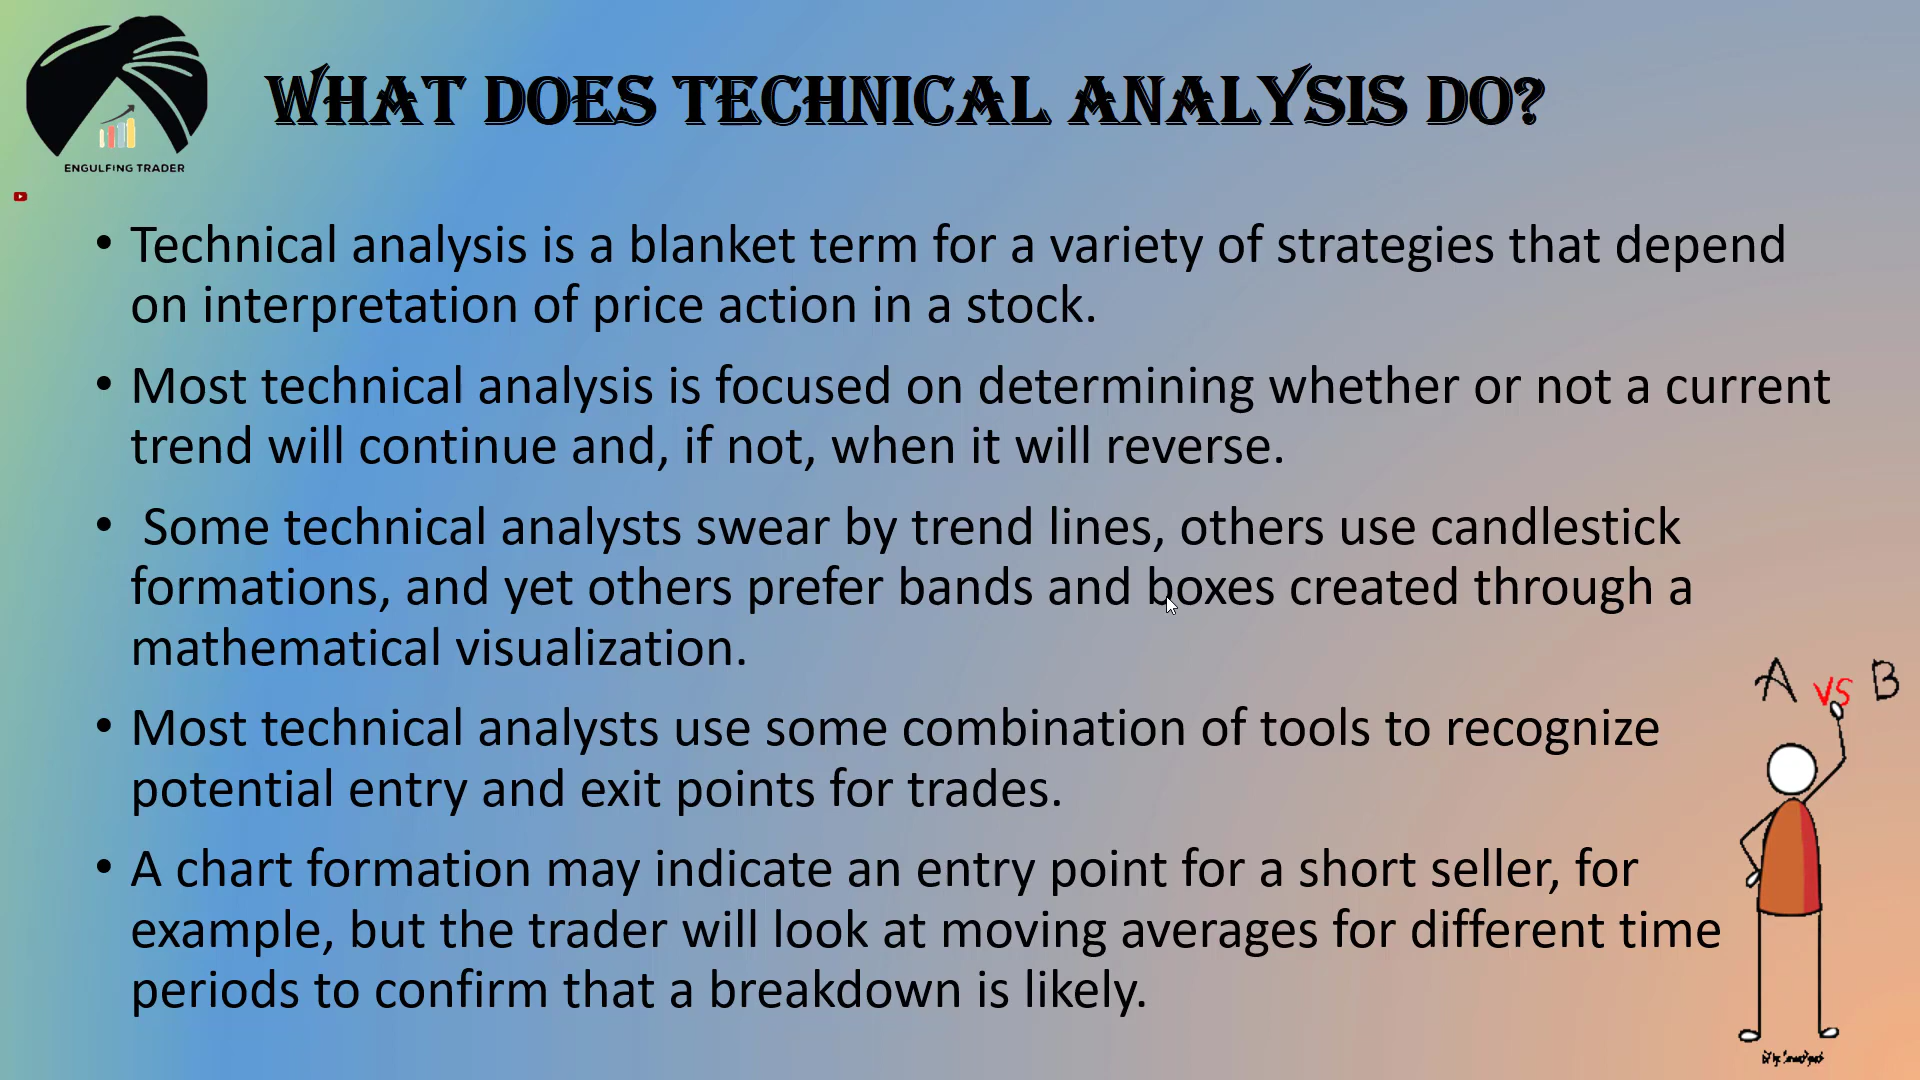 WHAT DOES TECHNICAL ANALYSIS DO?
ENGULFING TRADER
• Technical analysis is a blanket term for a variety of strategies that depend
on interpretation of price action in a stock.
• Most technical analysis is focused on determining whether or not a current
trend will continue and, if not, when it will reverse.
• Some technical analysts swear by trend lines, others use candlestick
formations, and yet others prefer bands and boxes created through a
mathematical visualization.
• Most technical analysts use some combination of tools to recognize
potential entry and exit points for trades.
• A chart formation may indicate an entry point for a short seller, for
example, but the trader will look at moving averages for different time
periods to confirm that a breakdown is likely.
A VS B